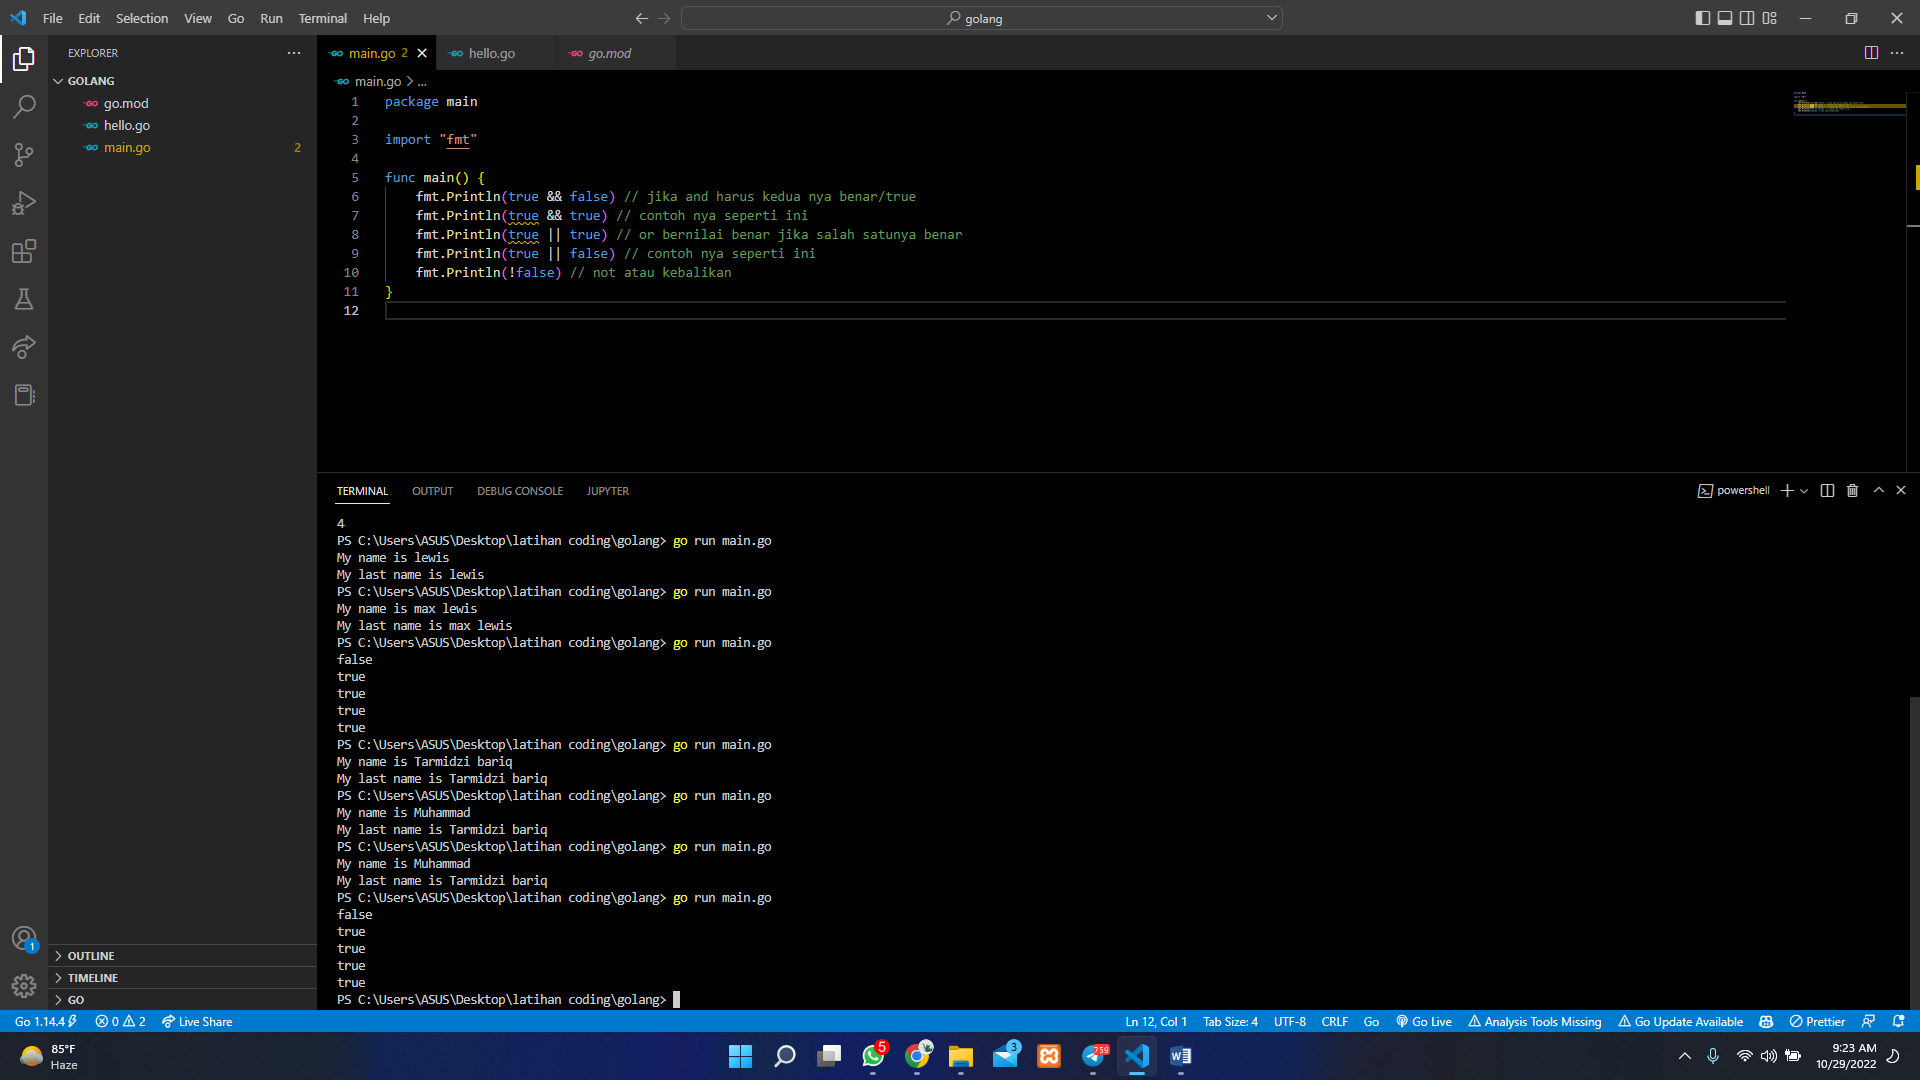 File Edit Selection View Go Run Terminal Help
golang
EXPLORER
GOLANG
go.mod
hello.go
main.go 2
main.go 2
hello.go
go.mod
main.go > ...
1 package main
2
3 import "fmt"
4
5 func main() {
6 fmt.Println(true && false) // jika and harus kedua nya benar/true
7 fmt.Println(true && true) // contoh nya seperti ini
8 fmt.Println(true || true) // or bernilai benar jika salah satunya benar
9 fmt.Println(true || false) // contoh nya seperti ini
10 fmt.Println(!false) // not atau kebalikan
11 }
12
TERMINAL OUTPUT DEBUG CONSOLE JUPYTER
powershell
4
PS C:\Users\ASUS\Desktop\latihan coding\golang> go run main.go
My name is lewis
My last name is lewis
PS C:\Users\ASUS\Desktop\latihan coding\golang> go run main.go
My name is max lewis
My last name is max lewis
PS C:\Users\ASUS\Desktop\latihan coding\golang> go run main.go
false
true
true
true
true
PS C:\Users\ASUS\Desktop\latihan coding\golang> go run main.go
My name is Tarmidzi bariq
My last name is Tarmidzi bariq
PS C:\Users\ASUS\Desktop\latihan coding\golang> go run main.go
My name is Muhammad
My last name is Tarmidzi bariq
PS C:\Users\ASUS\Desktop\latihan coding\golang> go run main.go
My name is Muhammad
My last name is Tarmidzi bariq
PS C:\Users\ASUS\Desktop\latihan coding\golang> go run main.go
false
true
true
true
true
PS C:\Users\ASUS\Desktop\latihan coding\golang>
1
OUTLINE
TIMELINE
GO
Go 1.14.4 0 2 Live Share
Ln 12, Col 1 Tab Size: 4 UTF-8 CRLF Go Go Live Analysis Tools Missing Go Update Available Prettier
85°F
Haze
5
3
759
9:23 AM
10/29/2022